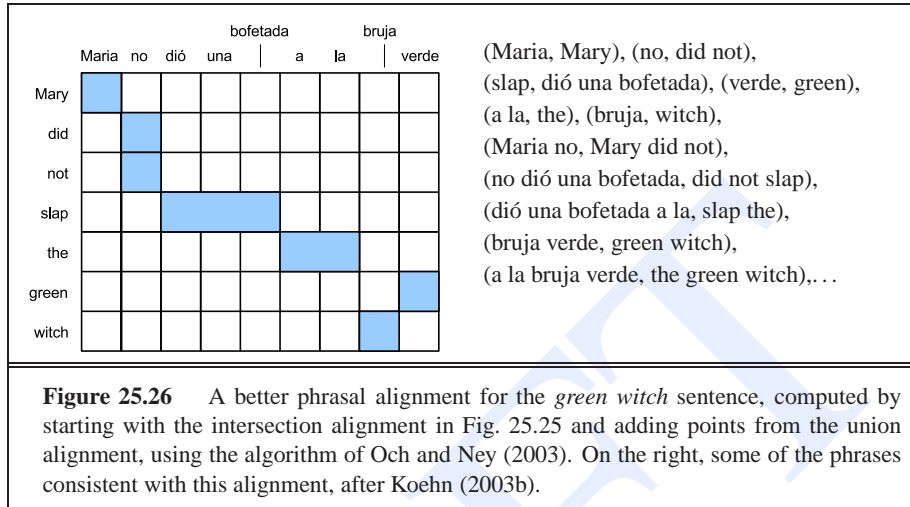 bofetada bruja
Maria no dió una a la verde
Mary
did
not
slap
the
green
witch
(Maria, Mary), (no, did not),
(slap, dió una bofetada), (verde, green),
(a la, the), (bruja, witch),
(Maria no, Mary did not),
(no dió una bofetada, did not slap),
(dió una bofetada a la, slap the),
(bruja verde, green witch),
(a la bruja verde, the green witch),...
Figure 25.26 A better phrasal alignment for the green witch sentence, computed by
starting with the intersection alignment in Fig. 25.25 and adding points from the union
alignment, using the algorithm of Och and Ney (2003). On the right, some of the phrases
consistent with this alignment, after Koehn (2003b).